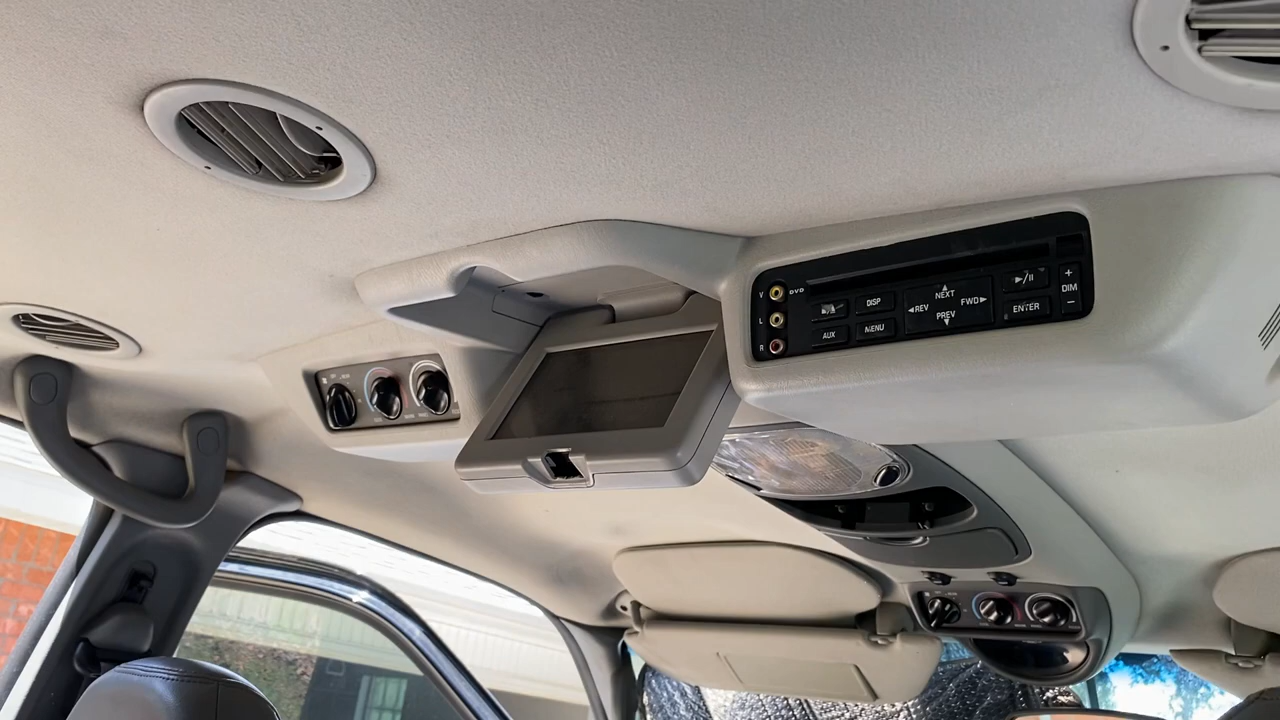 V DVD
L
R
DISP
AUX
MENU
NEXT
◄REV FWD►
PREV
►/II
ENTER
+
DIM
−